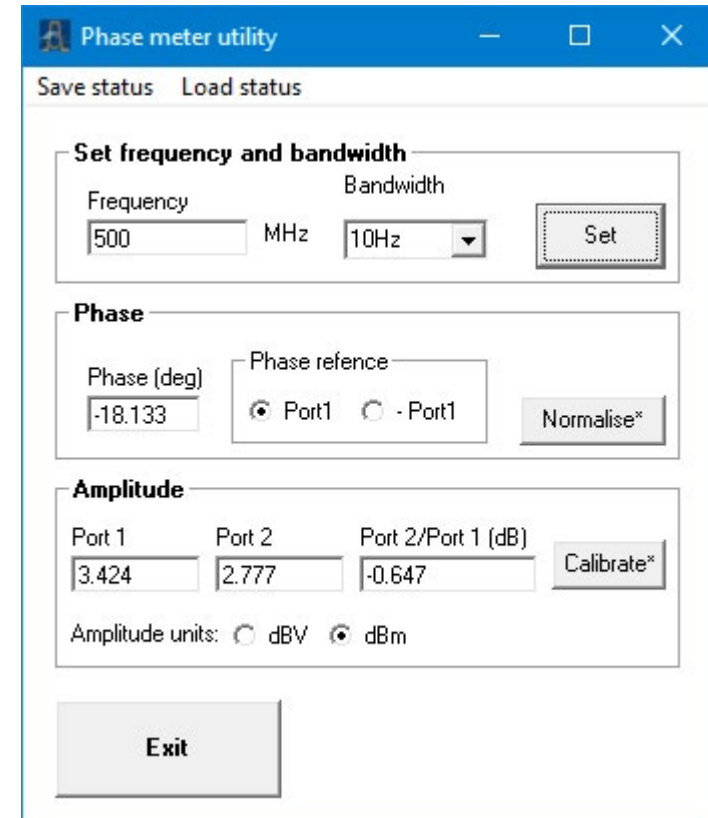 Phase meter utility
Save status Load status
Set frequency and bandwidth
Frequency
Bandwidth
500 MHz 10Hz Set
Phase
Phase (deg)
-18.133
Phase refence
Port1 - Port1
Normalise*
Amplitude
Port 1 Port 2 Port 2/Port 1 (dB)
3.424 2.777 -0.647 Calibrate*
Amplitude units: dBV dBm
Exit